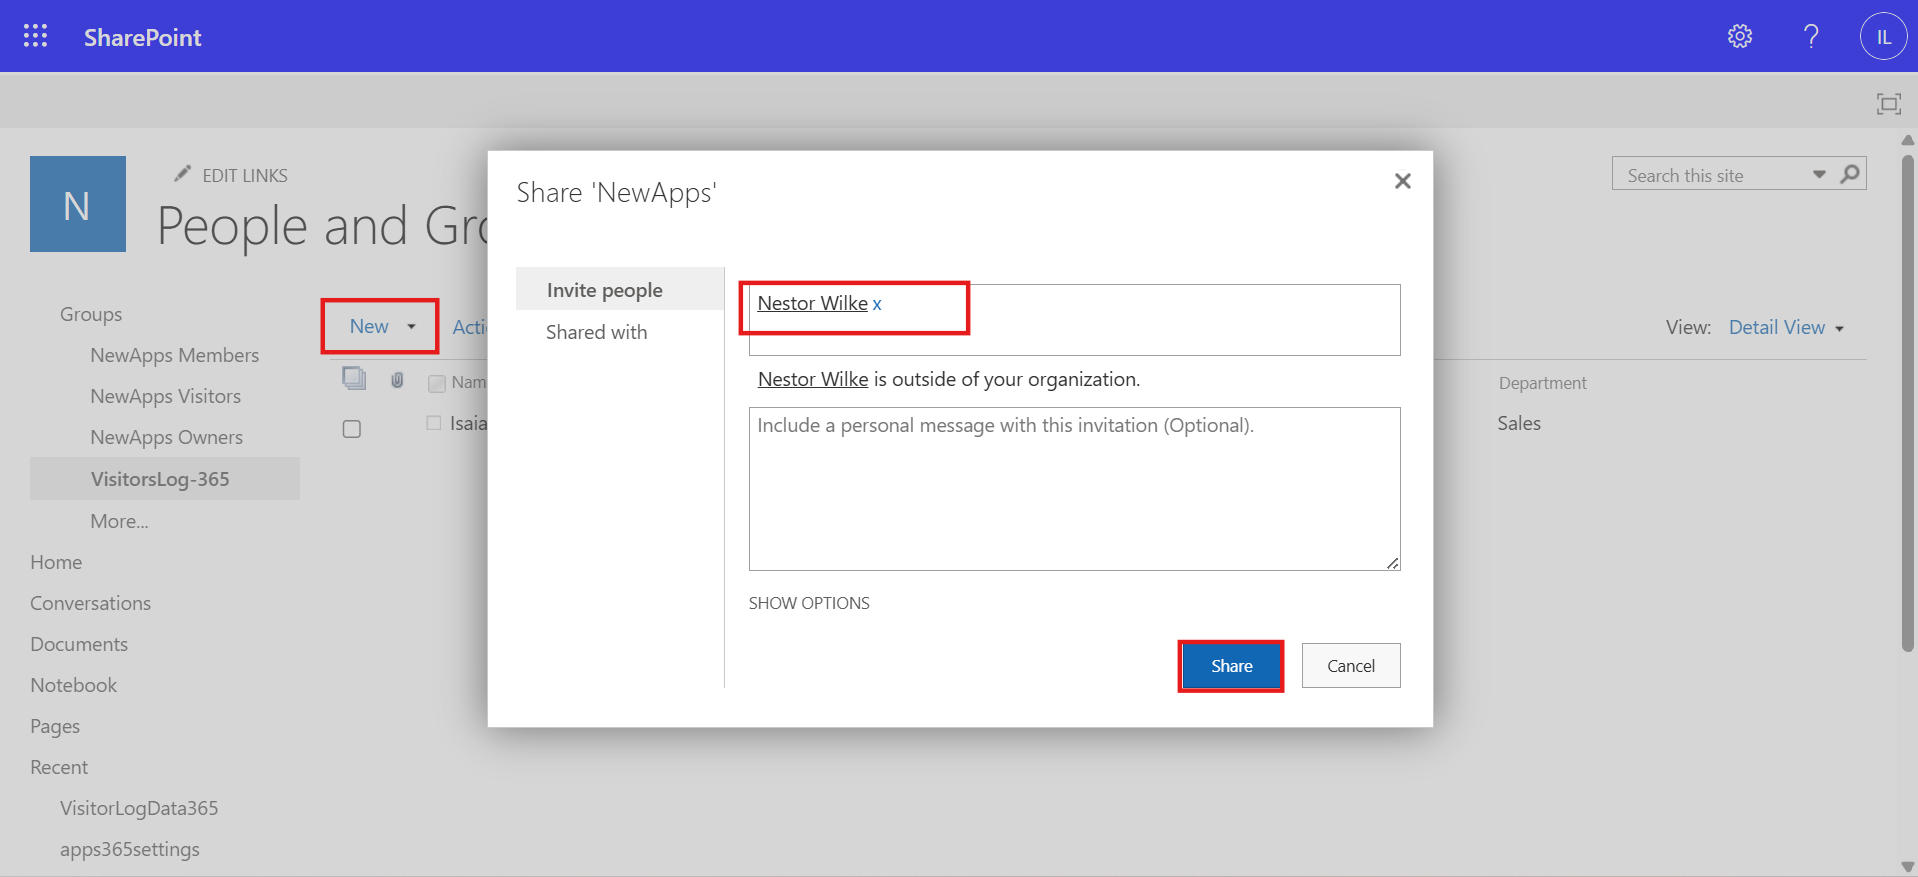 SharePoint
?
IL
N
EDIT LINKS
People and Gro
Search this site
Groups
NewApps Members
NewApps Visitors
NewApps Owners
VisitorsLog-365
More...
Home
Conversations
Documents
Notebook
Pages
Recent
VisitorLogData365
apps365settings
New
Acti
View: Detail View
Nam
Department
Isaia
Sales
Share 'NewApps'
Invite people
Shared with
Nestor Wilke x
Nestor Wilke is outside of your organization.
Include a personal message with this invitation (Optional).
SHOW OPTIONS
Share
Cancel